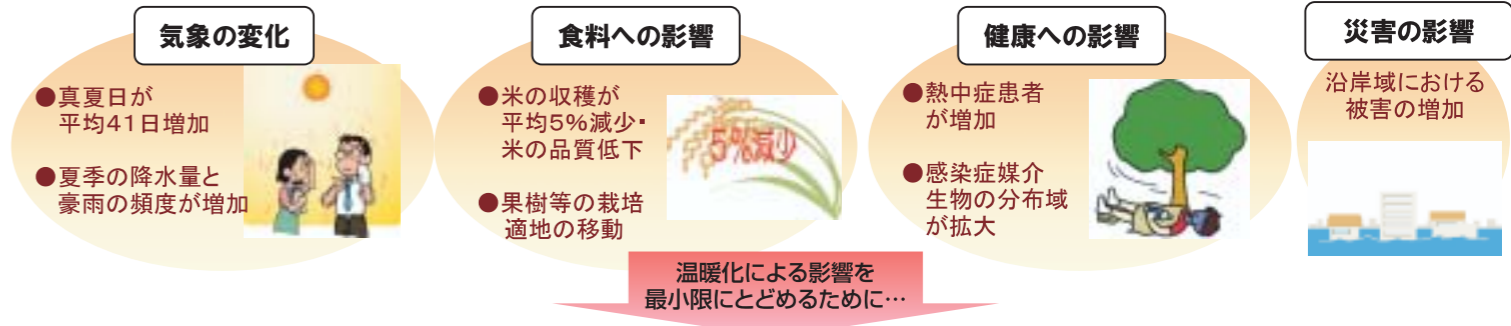 気象の変化
●真夏日が
平均41日増加
●夏季の降水量と
豪雨の頻度が増加
食料への影響
●米の収穫が
平均5%減少・
米の品質低下
●果樹等の栽培
適地の移動
5%減少
健康への影響
●熱中症患者
が増加
●感染症媒介
生物の分布域
が拡大
災害の影響
沿岸域における
被害の増加
温暖化による影響を
最小限にとどめるために…